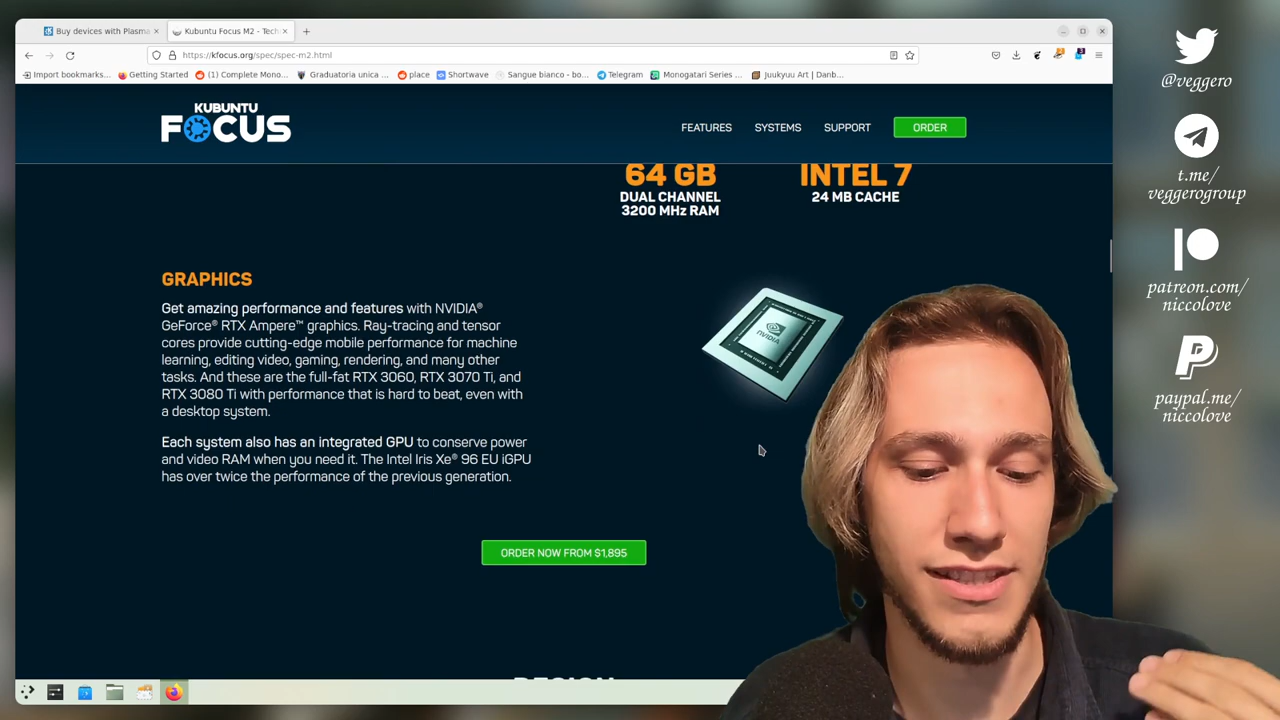 Buy devices with Plasma
Kubuntu Focus M2 - Tech
https://kfocus.org/spec/spec-m2.html
Import bookmarks...
Getting Started
(1) Complete Mono...
Graduatoria unica ...
place
Shortwave
Sangue bianco - bo...
Telegram
Monogatari Series ...
Juukyuu Art | Danb...
KUBUNTU
FOCUS
FEATURES
SYSTEMS
SUPPORT
ORDER
64 GB
DUAL CHANNEL
3200 MHz RAM
INTEL 7
24 MB CACHE
GRAPHICS
Get amazing performance and features with NVIDIA®
GeForce® RTX Ampere™ graphics. Ray-tracing and tensor
cores provide cutting-edge mobile performance for machine
learning, editing video, gaming, rendering, and many other
tasks. And these are the full-fat RTX 3060, RTX 3070 Ti, and
RTX 3080 Ti with performance that is hard to beat, even with
a desktop system.
Each system also has an integrated GPU to conserve power
and video RAM when you need it. The Intel Iris Xe® 96 EU iGPU
has over twice the performance of the previous generation.
NVIDIA
ORDER NOW FROM $1,895
@veggero
t.me/
veggerogroup
patreon.com/
niccolove
paypal.me/
niccolove